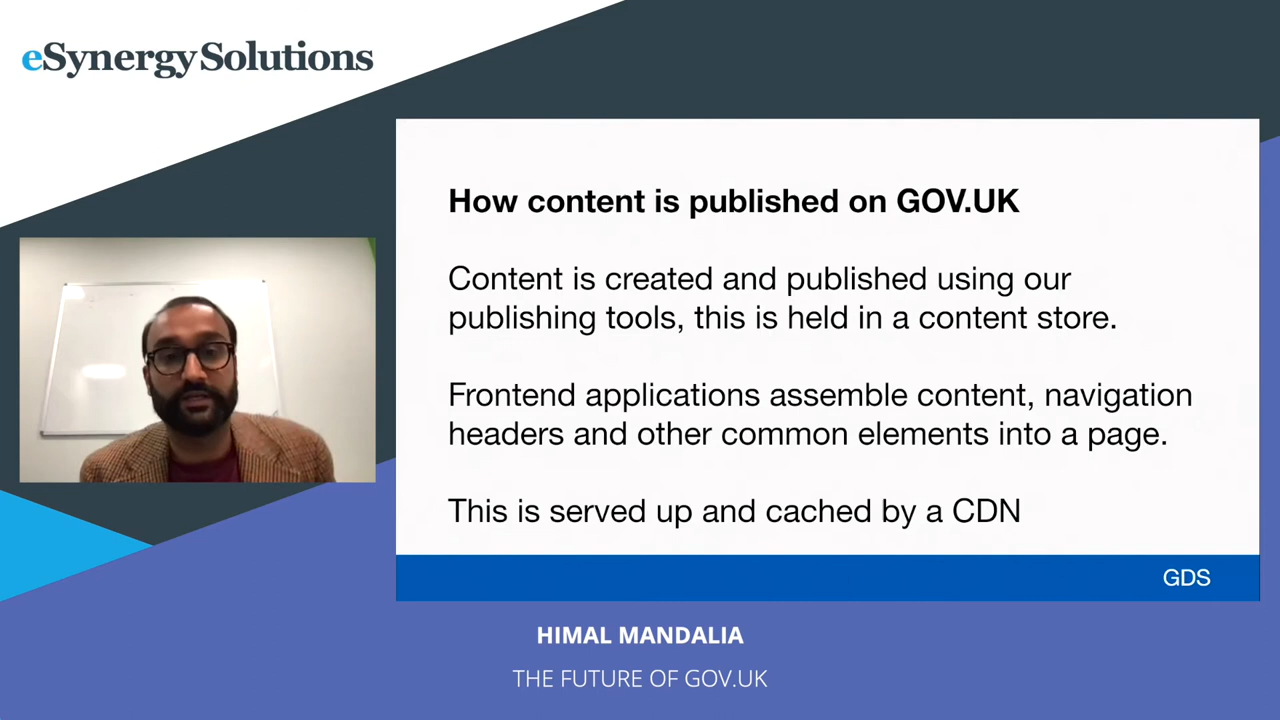 eSynergySolutions
How content is published on GOV.UK
Content is created and published using our
publishing tools, this is held in a content store.
Frontend applications assemble content, navigation
headers and other common elements into a page.
This is served up and cached by a CDN
GDS
HIMAL MANDALIA
THE FUTURE OF GOV.UK